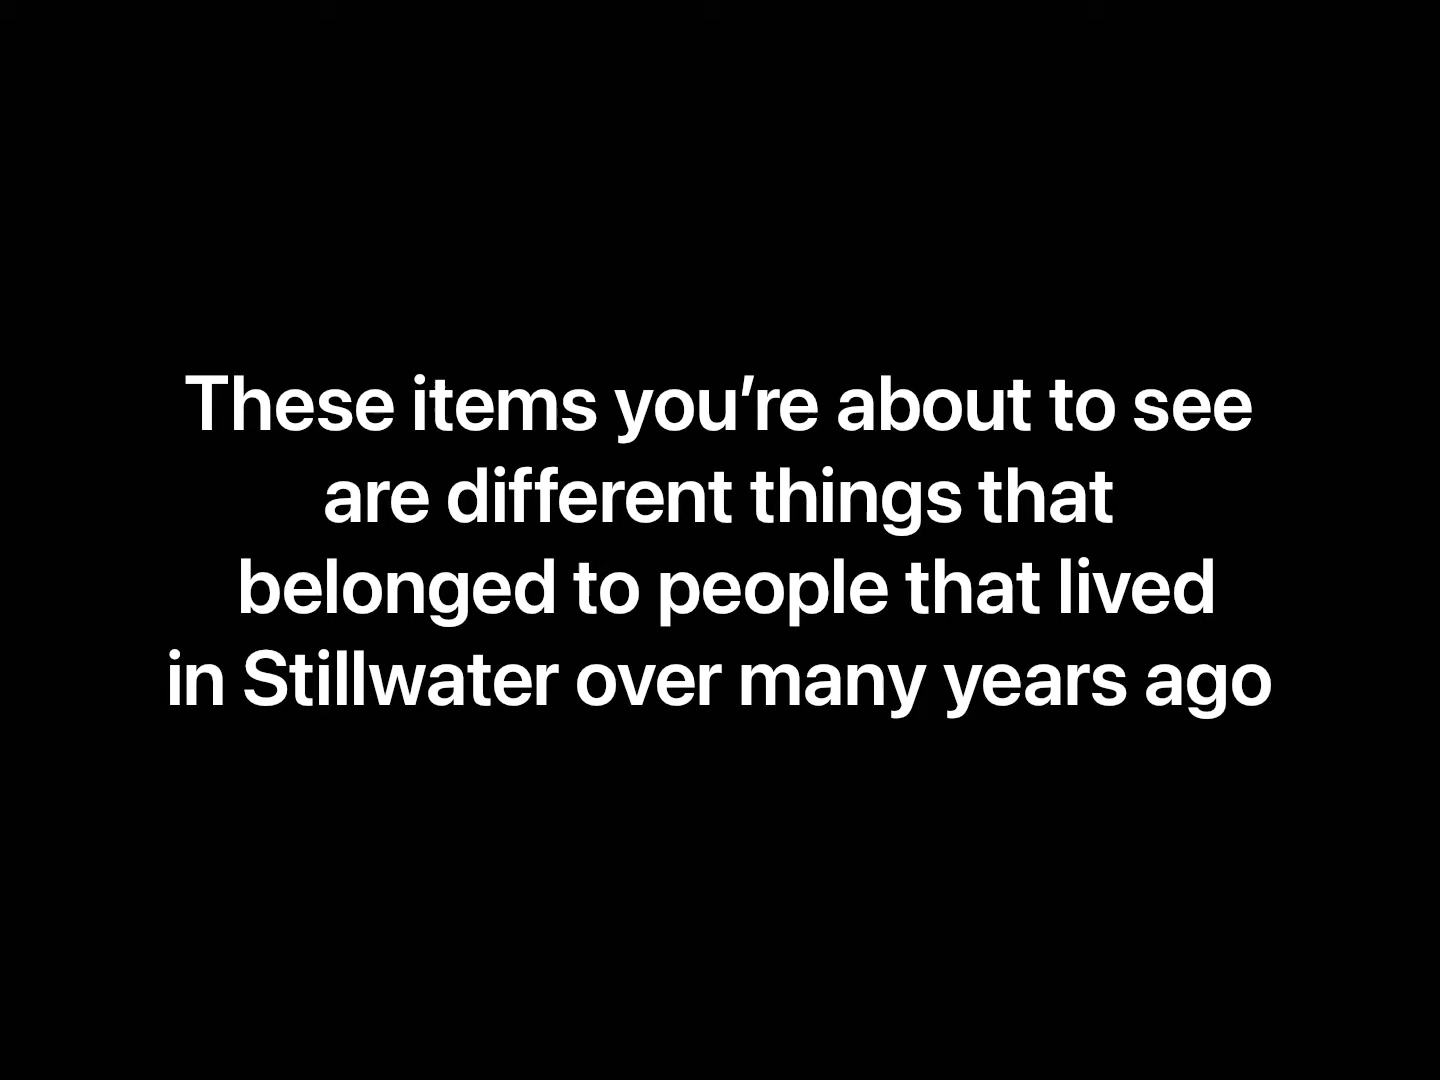 These items you’re about to see
are different things that
belonged to people that lived
in Stillwater over many years ago